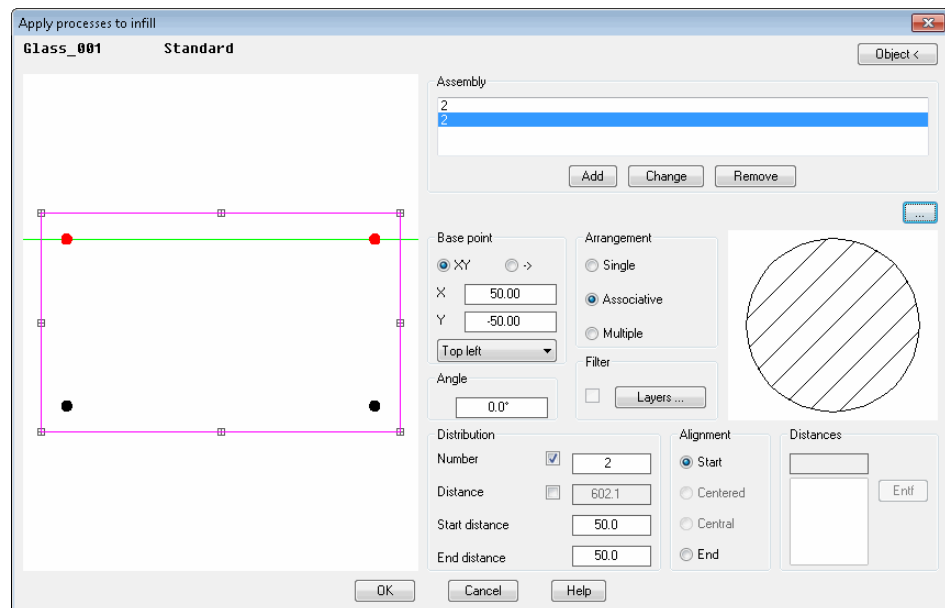 Apply processes to infill
Glass_001 Standard
Object <
Assembly
2
2
Add Change Remove
...
Base point
XY ->
X 50.00
Y -50.00
Top left
Angle
0.0°
Arrangement
Single
Associative
Multiple
Filter
Layers ...
Distribution
Number 2
Distance 602.1
Start distance 50.0
End distance 50.0
Alignment
Start
Centered
Central
End
Distances
Entf
OK Cancel Help